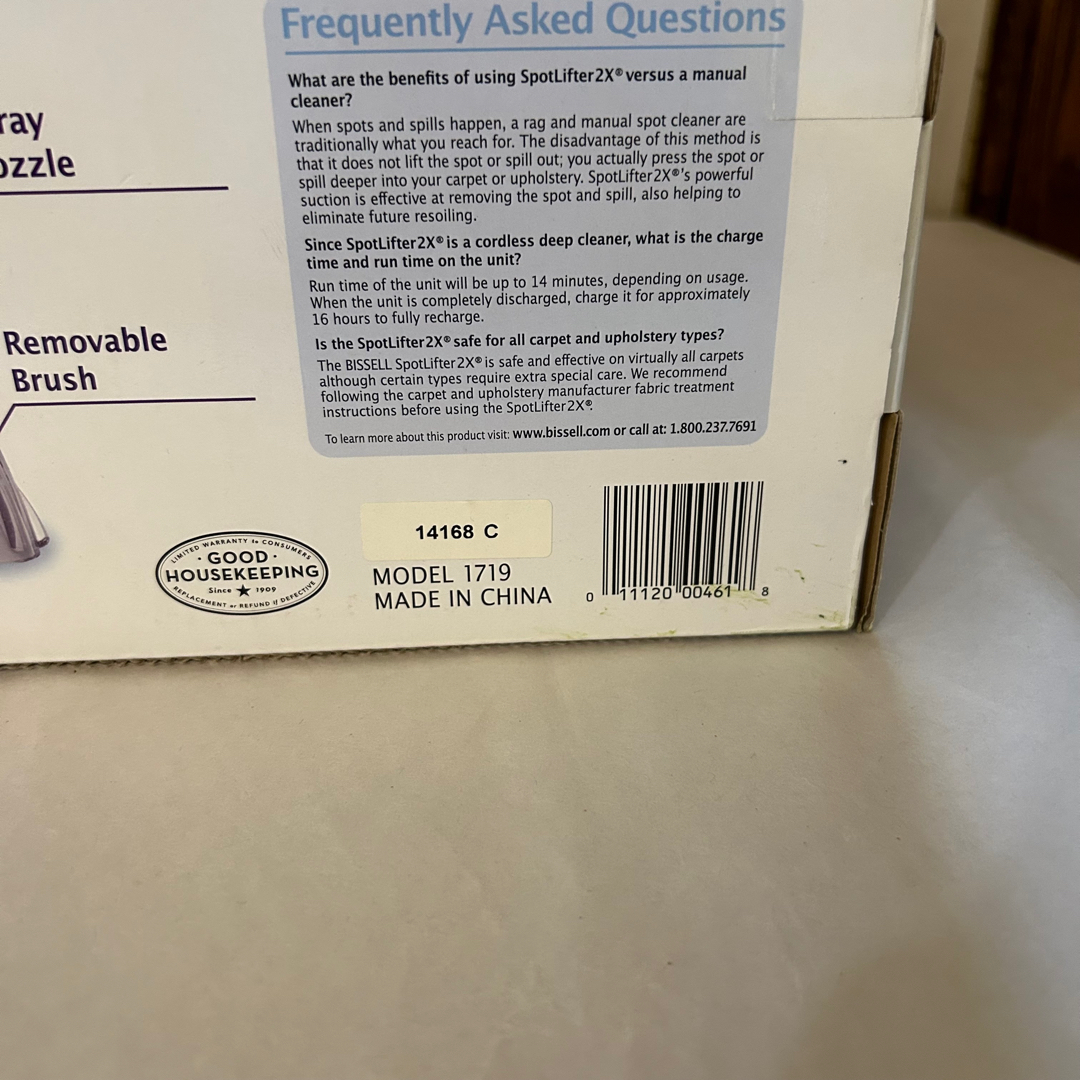 Frequently Asked Questions
What are the benefits of using SpotLifter2X® versus a manual
cleaner?
When spots and spills happen, a rag and manual spot cleaner are
traditionally what you reach for. The disadvantage of this method is
that it does not lift the spot or spill out; you actually press the spot or
spill deeper into your carpet or upholstery. SpotLifter2X®'s powerful
suction is effective at removing the spot and spill, also helping to
eliminate future resoiling.
Since SpotLifter2X® is a cordless deep cleaner, what is the charge
time and run time on the unit?
Run time of the unit will be up to 14 minutes, depending on usage.
When the unit is completely discharged, charge it for approximately
16 hours to fully recharge.
Is the SpotLifter2X® safe for all carpet and upholstery types?
The BISSELL SpotLifter2X® is safe and effective on virtually all carpets
although certain types require extra special care. We recommend
following the carpet and upholstery manufacturer fabric treatment
instructions before using the SpotLifter2X®.
To learn more about this product visit: www.bissell.com or call at: 1.800.237.7691
ray
ozzle
Removable
Brush
LIMITED WARRANTY to CONSUMERS
· GOOD ·
HOUSEKEEPING
Since ★ 1909
REPLACEMENT or REFUND if DEFECTIVE
14168 C
MODEL 1719
MADE IN CHINA
0 11120 00461 8